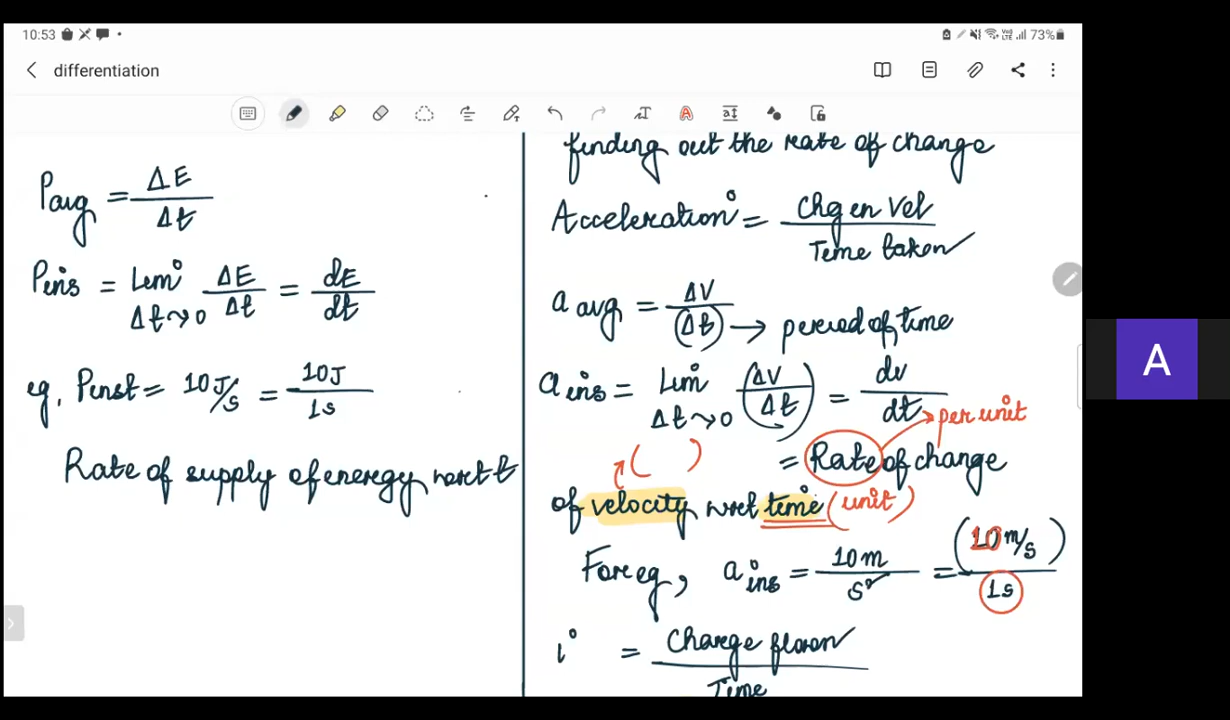 10:53
73%
differentiation
Pavg = ΔE / Δt
Pins = Lim Δt→0 ΔE/Δt = dE/dt
eg, Pinst = 10J/s = 10J / 1s
Rate of supply of energy wrt t
finding out the rate of change
Acceleration = Chg in Vel / Time taken
a avg = ΔV / Δt → period of time
a ins = Lim Δt→0 (ΔV/Δt) = dv/dt
per unit
= Rate of change
( )
of velocity wrt time (unit)
For eg, a ins = 10m / s² = (10m/s) / 1s
i = Charge flown / Time
A